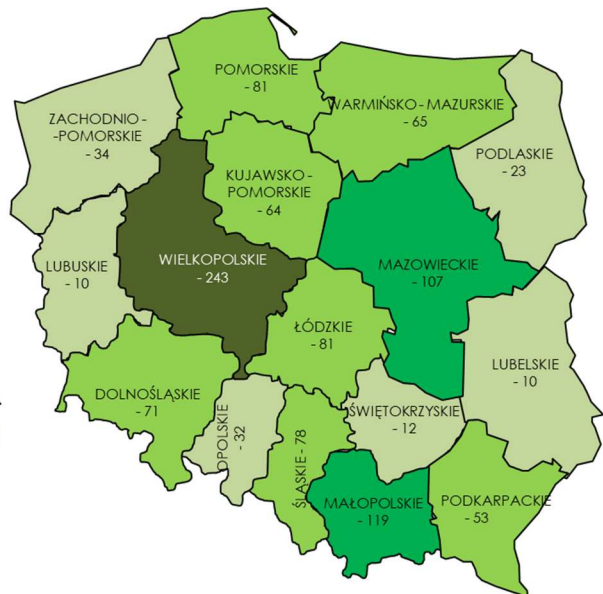 POMORSKIE
- 81
WARMIŃSKO - MAZURSKIE
- 65
ZACHODNIO -
-POMORSKIE
- 34
PODLASKIE
- 23
KUJAWSKO -
POMORSKIE
- 64
WIELKOPOLSKIE
- 243
MAZOWIECKIE
- 107
LUBUSKIE
- 10
ŁÓDZKIE
- 81
LUBELSKIE
- 10
DOLNOŚLĄSKIE
- 71
OPOLSKIE
- 32
ŚLĄSKIE - 78
ŚWIĘTOKRZYSKIE
- 12
MAŁOPOLSKIE
- 119
PODKARPACKIE
- 53